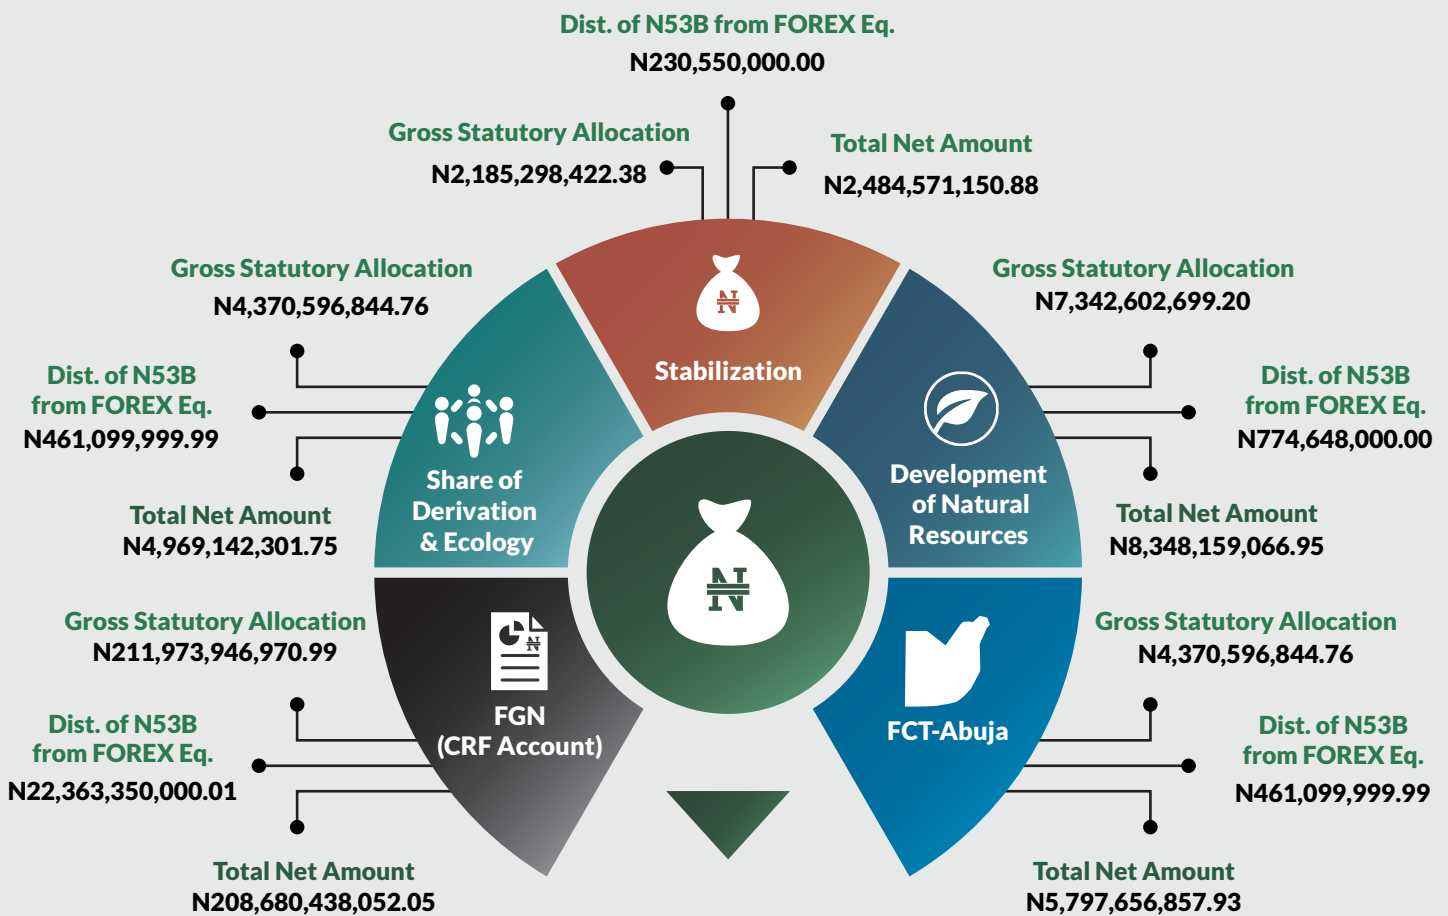 Dist. of N53B from FOREX Eq.
N230,550,000.00
Gross Statutory Allocation
N2,185,298,422.38
Total Net Amount
N2,484,571,150.88
Stabilization
Gross Statutory Allocation
N4,370,596,844.76
Dist. of N53B
from FOREX Eq.
N461,099,999.99
Total Net Amount
N4,969,142,301.75
Share of
Derivation
& Ecology
Gross Statutory Allocation
N7,342,602,699.20
Dist. of N53B
from FOREX Eq.
N774,648,000.00
Total Net Amount
N8,348,159,066.95
Development
of Natural
Resources
Gross Statutory Allocation
N211,973,946,970.99
Dist. of N53B
from FOREX Eq.
N22,363,350,000.01
Total Net Amount
N208,680,438,052.05
₦
FGN
(CRF Account)
Gross Statutory Allocation
N4,370,596,844.76
Dist. of N53B
from FOREX Eq.
N461,099,999.99
Total Net Amount
N5,797,656,857.93
FCT-Abuja
₦
₦